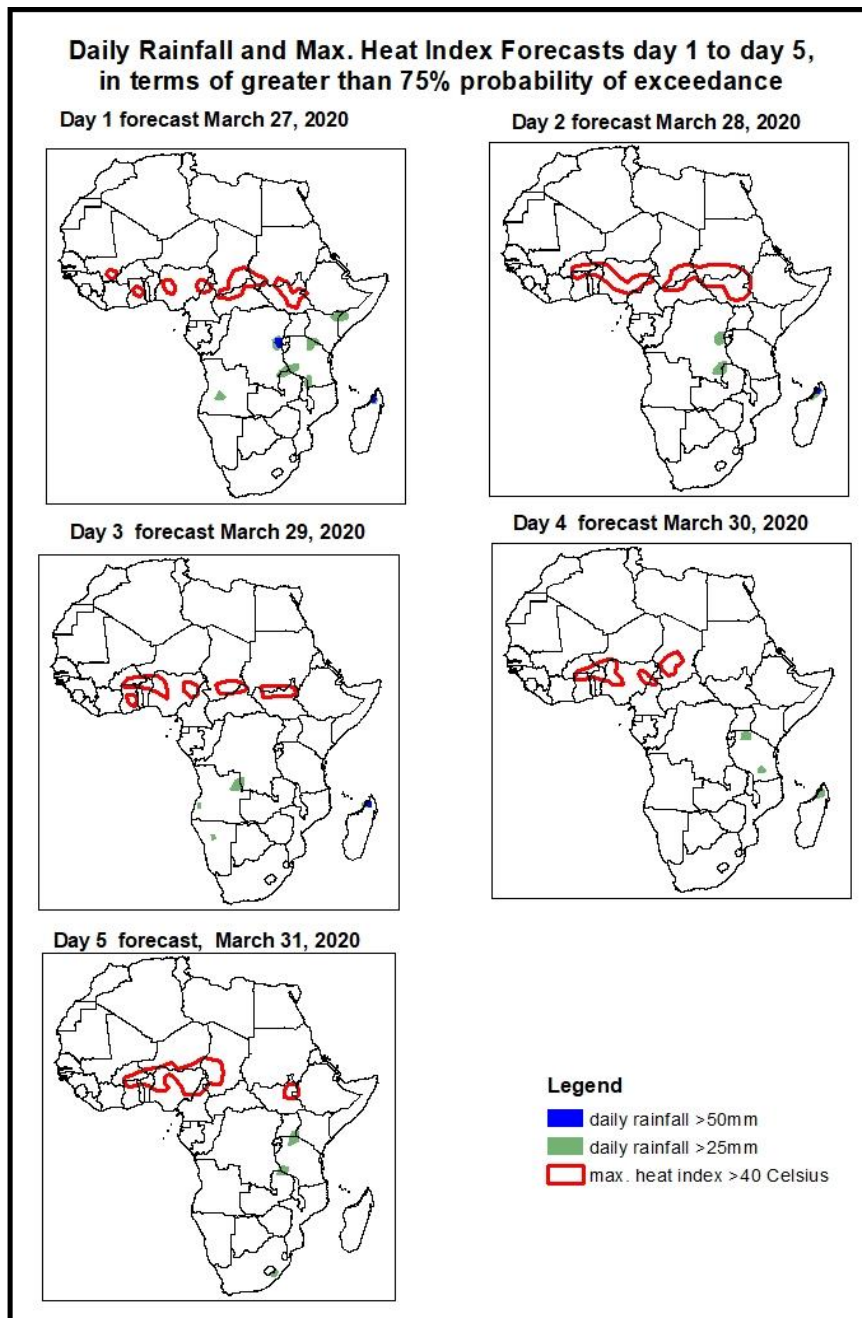 Daily Rainfall and Max. Heat Index Forecasts day 1 to day 5,
in terms of greater than 75% probability of exceedance
Day 1 forecast March 27, 2020
Day 2 forecast March 28, 2020
Day 3 forecast March 29, 2020
Day 4 forecast March 30, 2020
Day 5 forecast, March 31, 2020
Legend
daily rainfall >50mm
daily rainfall >25mm
max. heat index >40 Celsius